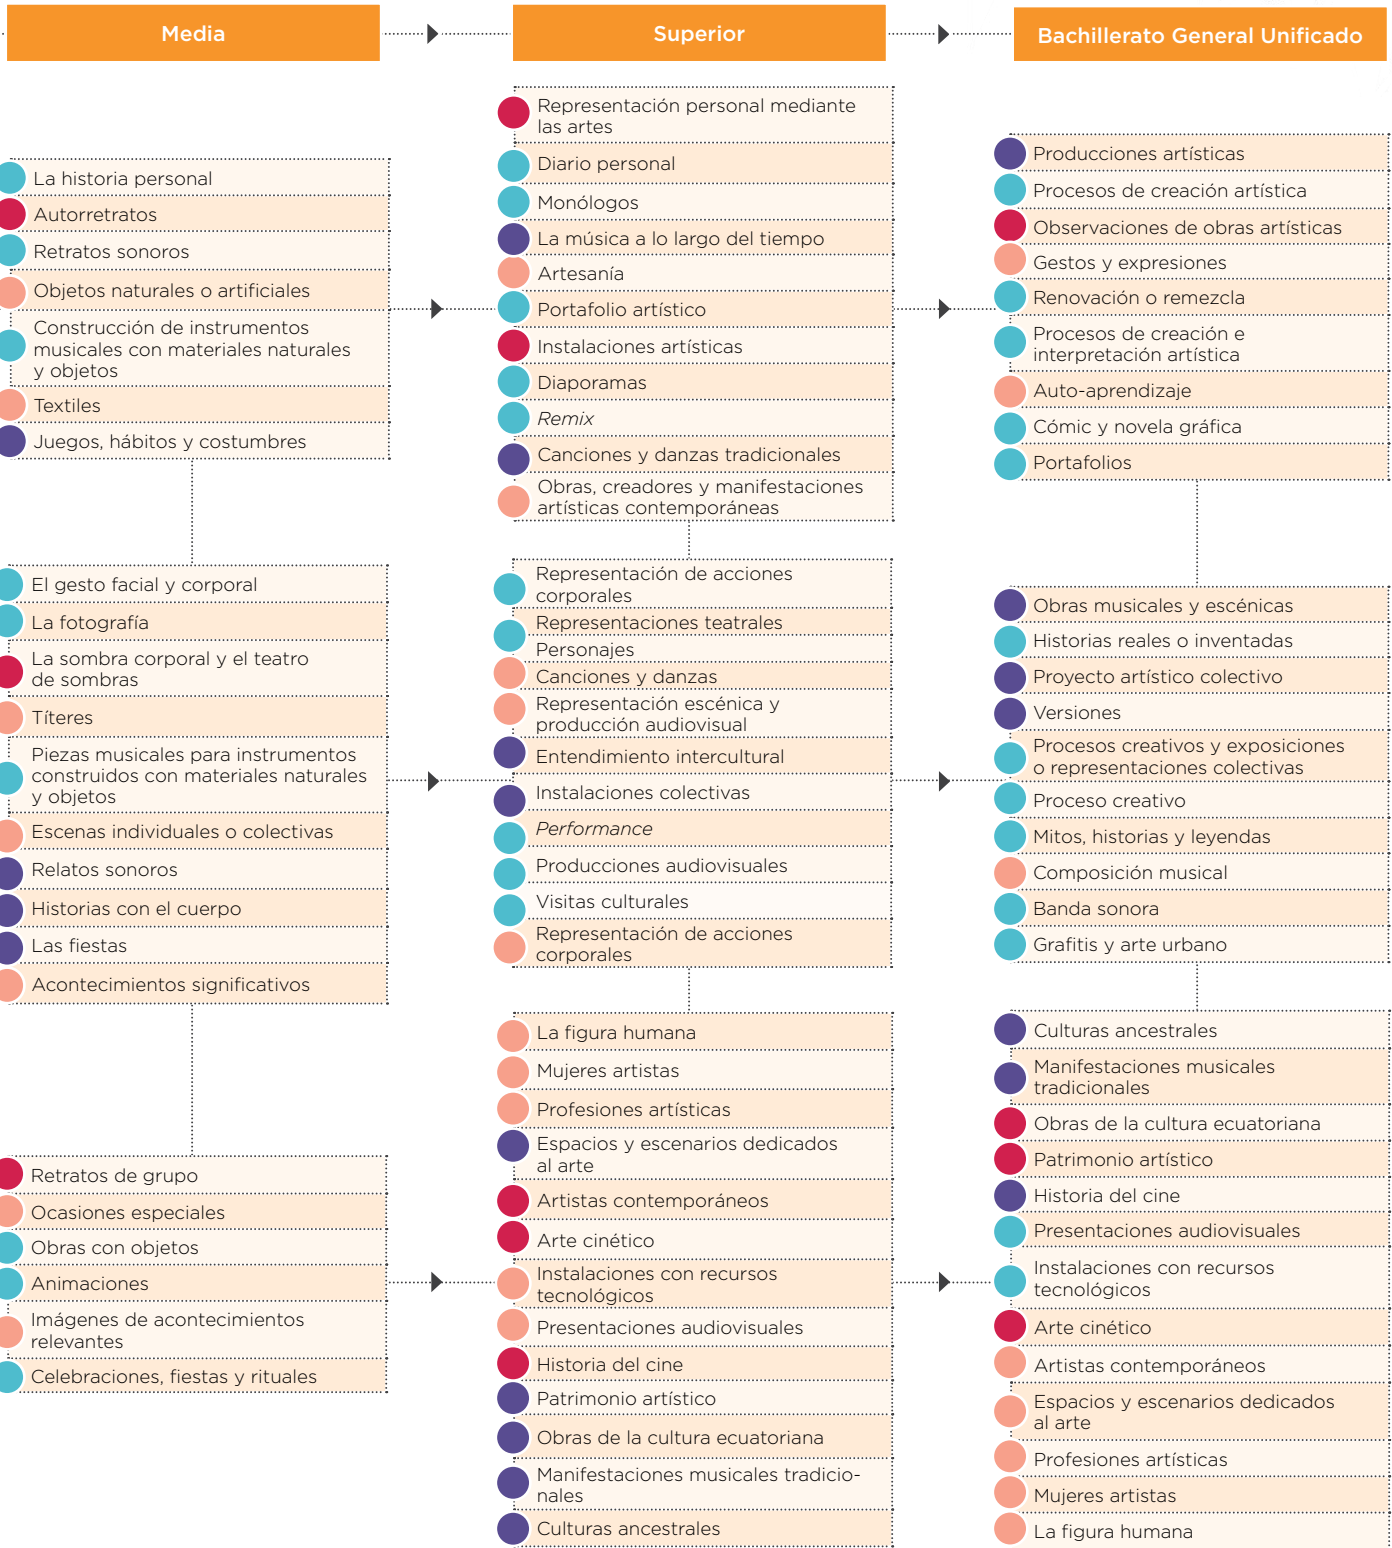 Media
Superior
Bachillerato General Unificado
La historia personal
Autorretratos
Retratos sonoros
Objetos naturales o artificiales
Construcción de instrumentos
musicales con materiales naturales
y objetos
Textiles
Juegos, hábitos y costumbres
El gesto facial y corporal
La fotografía
La sombra corporal y el teatro
de sombras
Títeres
Piezas musicales para instrumentos
construidos con materiales naturales
y objetos
Escenas individuales o colectivas
Relatos sonoros
Historias con el cuerpo
Las fiestas
Acontecimientos significativos
Retratos de grupo
Ocasiones especiales
Obras con objetos
Animaciones
Imágenes de acontecimientos
relevantes
Celebraciones, fiestas y rituales
Representación personal mediante
las artes
Diario personal
Monólogos
La música a lo largo del tiempo
Artesanía
Portafolio artístico
Instalaciones artísticas
Diaporamas
Remix
Canciones y danzas tradicionales
Obras, creadores y manifestaciones
artísticas contemporáneas
Representación de acciones
corporales
Representaciones teatrales
Personajes
Canciones y danzas
Representación escénica y
producción audiovisual
Entendimiento intercultural
Instalaciones colectivas
Performance
Producciones audiovisuales
Visitas culturales
Representación de acciones
corporales
La figura humana
Mujeres artistas
Profesiones artísticas
Espacios y escenarios dedicados
al arte
Artistas contemporáneos
Arte cinético
Instalaciones con recursos
tecnológicos
Presentaciones audiovisuales
Historia del cine
Patrimonio artístico
Obras de la cultura ecuatoriana
Manifestaciones musicales tradicio-
nales
Culturas ancestrales
Producciones artísticas
Procesos de creación artística
Observaciones de obras artísticas
Gestos y expresiones
Renovación o remezcla
Procesos de creación e
interpretación artística
Auto-aprendizaje
Cómic y novela gráfica
Portafolios
Obras musicales y escénicas
Historias reales o inventadas
Proyecto artístico colectivo
Versiones
Procesos creativos y exposiciones
o representaciones colectivas
Proceso creativo
Mitos, historias y leyendas
Composición musical
Banda sonora
Grafitis y arte urbano
Culturas ancestrales
Manifestaciones musicales
tradicionales
Obras de la cultura ecuatoriana
Patrimonio artístico
Historia del cine
Presentaciones audiovisuales
Instalaciones con recursos
tecnológicos
Arte cinético
Artistas contemporáneos
Espacios y escenarios dedicados
al arte
Profesiones artísticas
Mujeres artistas
La figura humana